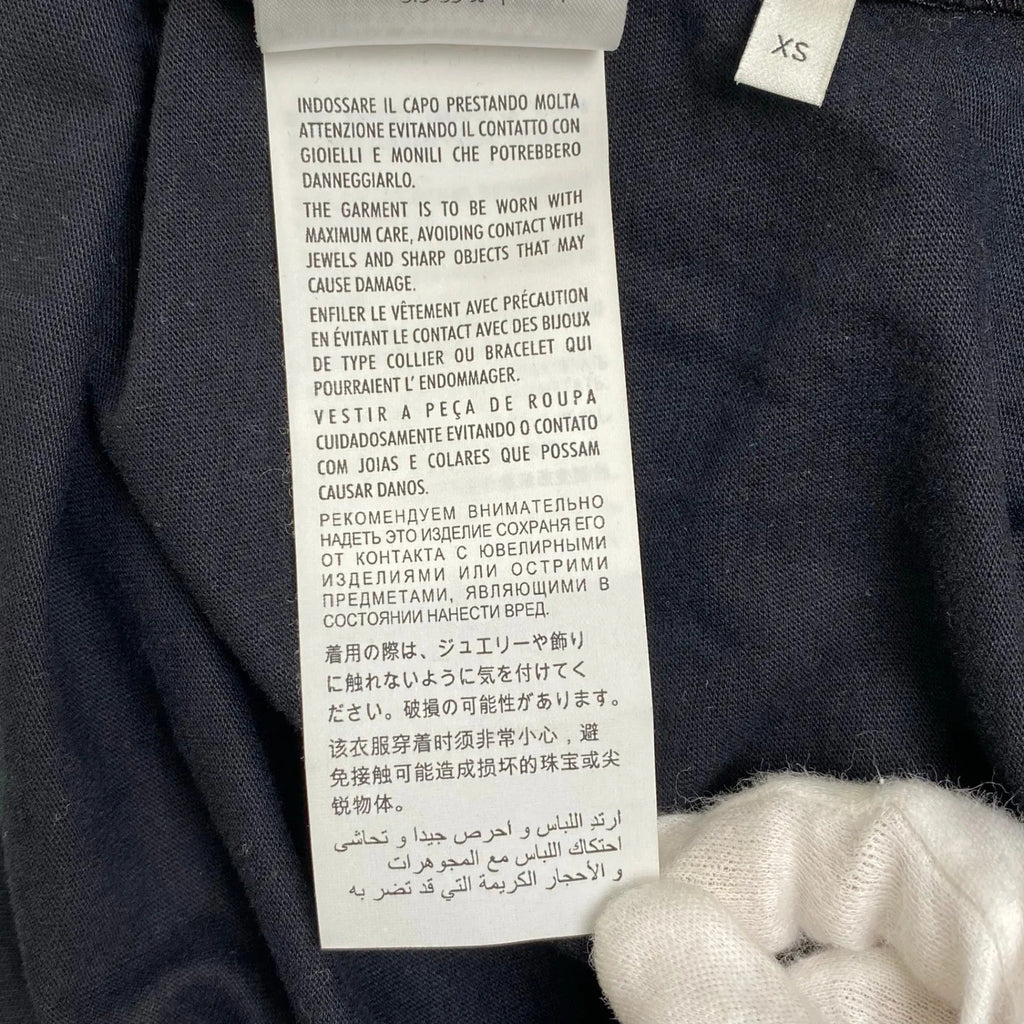 XS
INDOSSARE IL CAPO PRESTANDO MOLTA
ATTENZIONE EVITANDO IL CONTATTO CON
GIOIELLI E MONILI CHE POTREBBERO
DANNEGGIARLO.
THE GARMENT IS TO BE WORN WITH
MAXIMUM CARE, AVOIDING CONTACT WITH
JEWELS AND SHARP OBJECTS THAT MAY
CAUSE DAMAGE.
ENFILER LE VÊTEMENT AVEC PRÉCAUTION
EN ÉVITANT LE CONTACT AVEC DES BIJOUX
DE TYPE COLLIER OU BRACELET QUI
POURRAIENT L' ENDOMMAGER.
VESTIR A PEÇA DE ROUPA
CUIDADOSAMENTE EVITANDO O CONTATO
COM JOIAS E COLARES QUE POSSAM
CAUSAR DANOS.
РЕКОМЕНДУЕМ ВНИМАТЕЛЬНО
НАДЕТЬ ЭТО ИЗДЕЛИЕ СОХРАНЯ ЕГО
ОТ КОНТАКТА С ЮВЕЛИРНЫМИ
ИЗДЕЛИЯМИ ИЛИ ОСТРИМИ
ПРЕДМЕТАМИ, ЯВЛЯЮЩИМИ В
СОСТОЯНИИ НАНЕСТИ ВРЕД.
着用の際は、ジュエリーや飾り
に触れないように気を付けてく
ださい。破損の可能性があります。
该衣服穿着时须非常小心，避
免接触可能造成损坏的珠宝或尖
锐物体。
ارتدِ اللباس و احرص جيدا و تحاشى
احتكاك اللباس مع المجوهرات
و الأحجار الكريمة التي قد تضر به